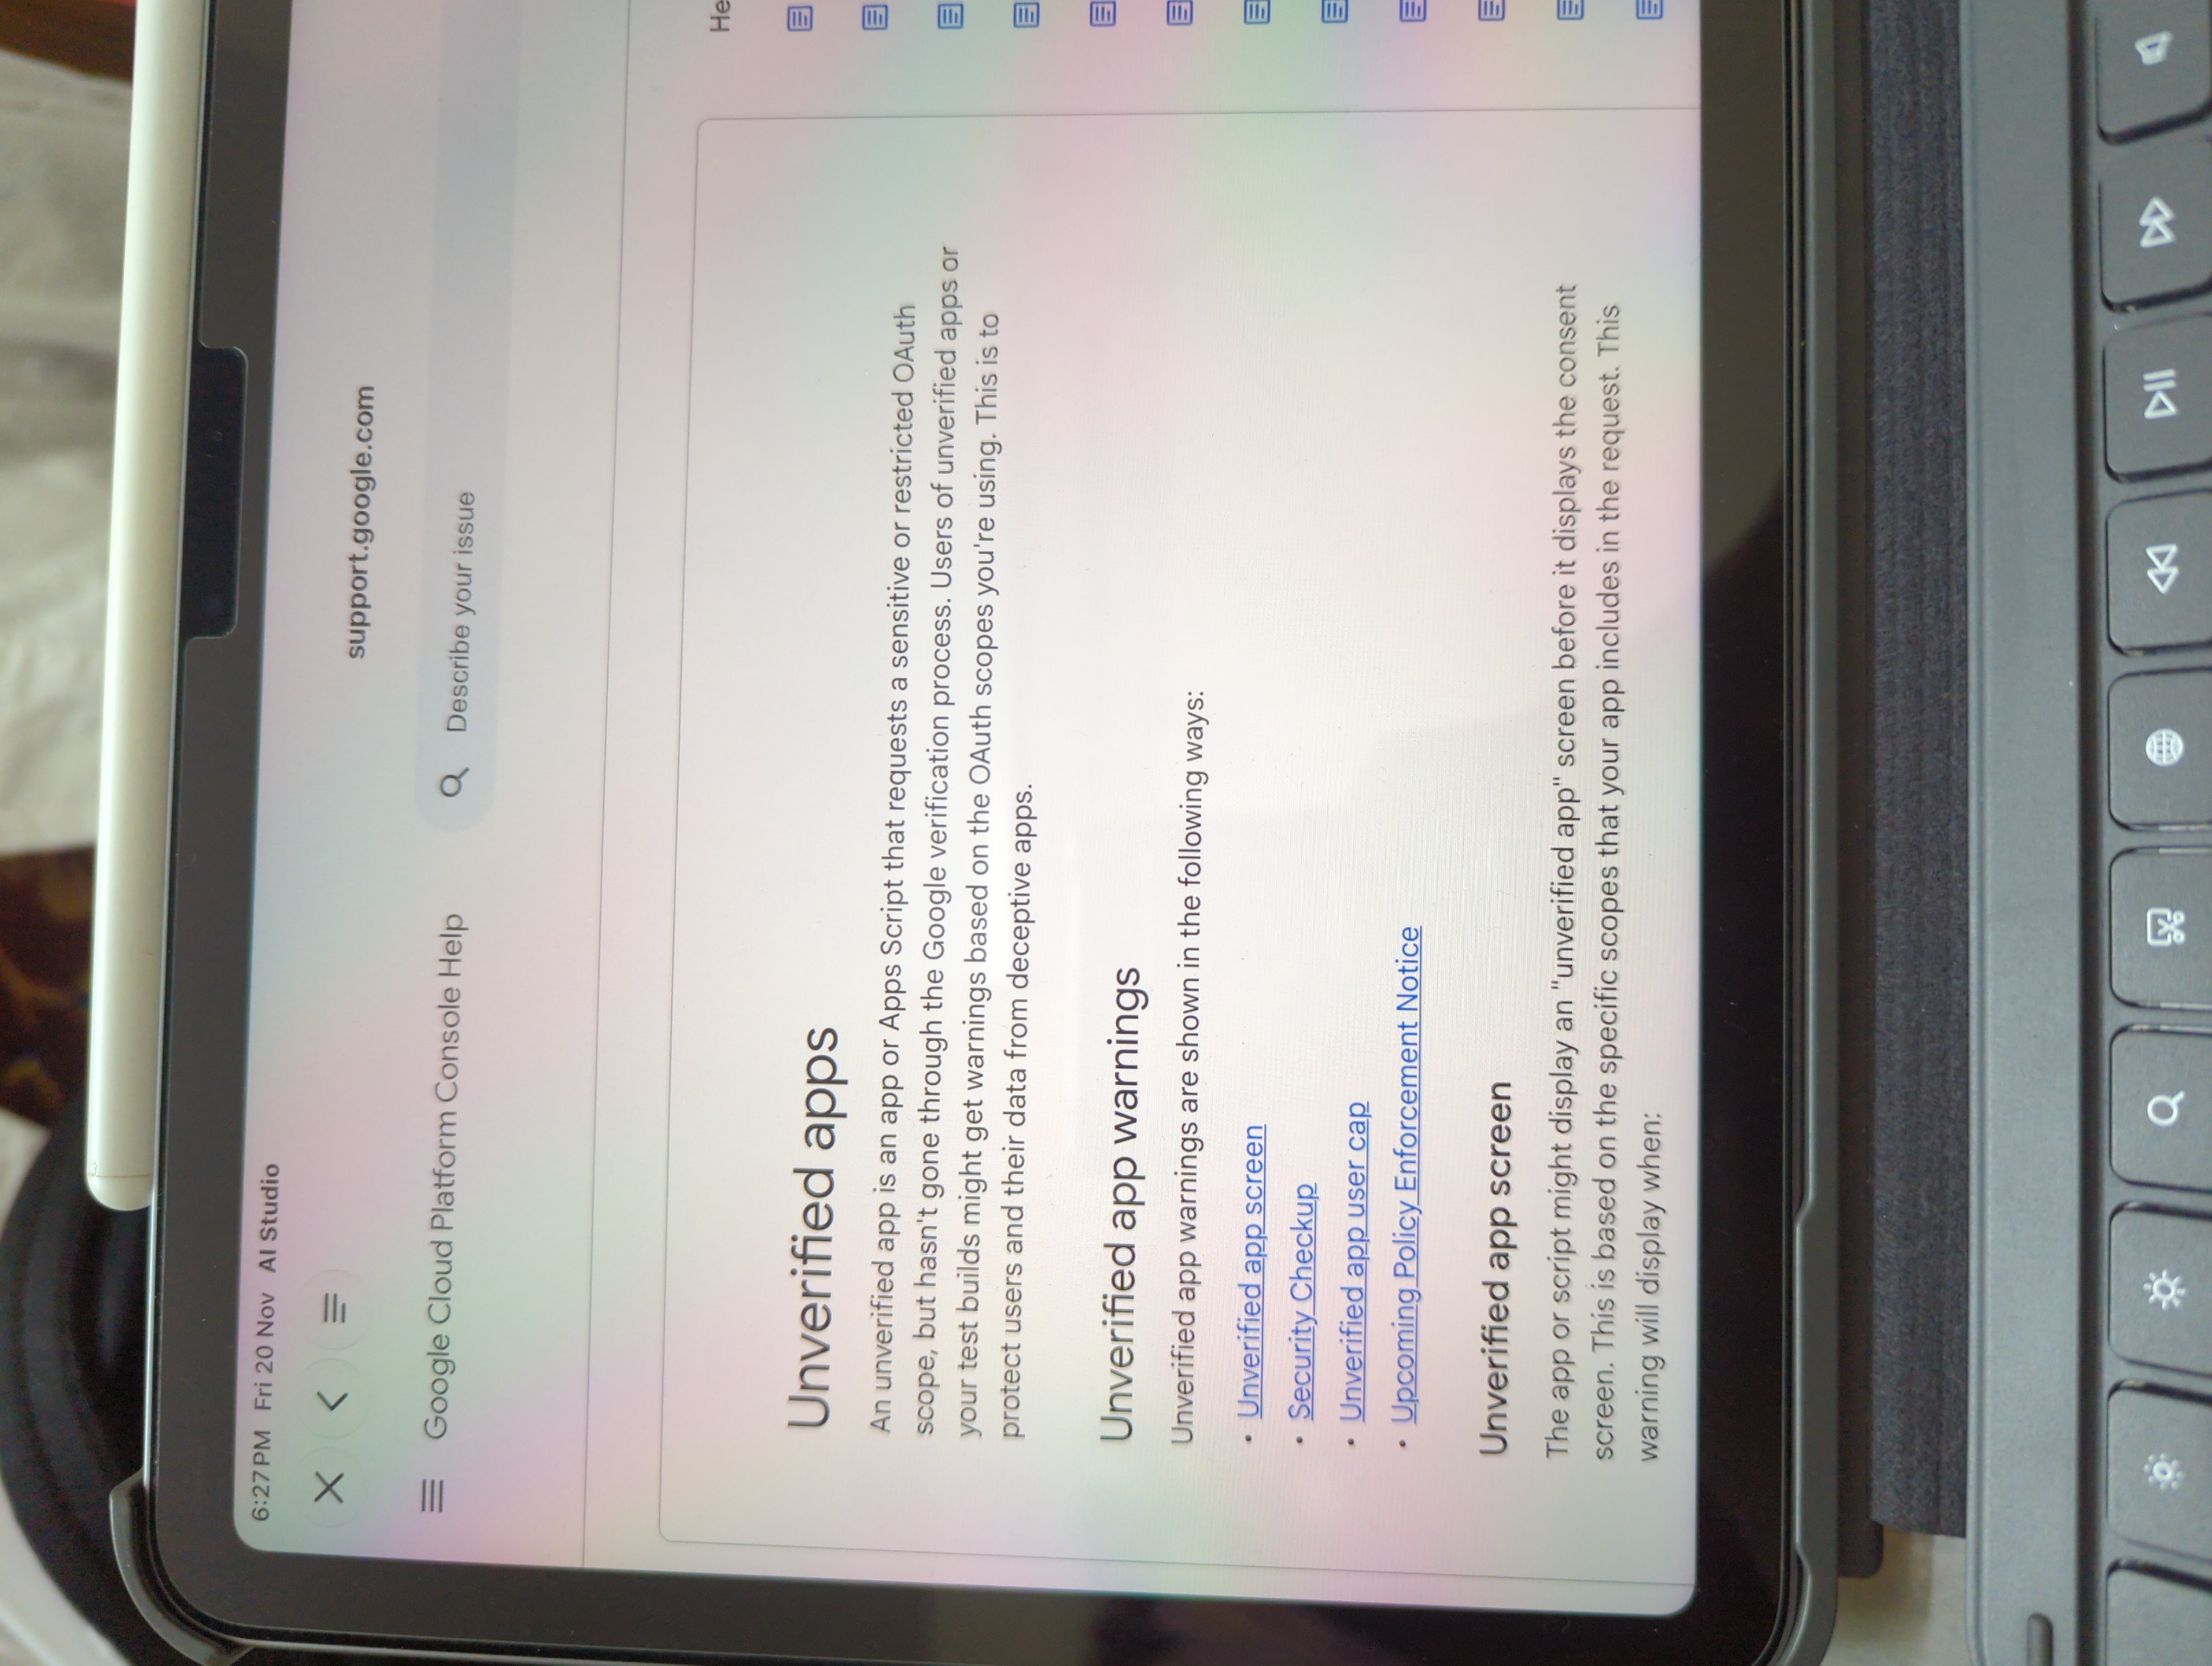 6:27 PM Fri 20 Nov AI Studio
support.google.com
Google Cloud Platform Console Help
Describe your issue
He
Unverified apps
An unverified app is an app or Apps Script that requests a sensitive or restricted OAuth
scope, but hasn't gone through the Google verification process. Users of unverified apps or
your test builds might get warnings based on the OAuth scopes you're using. This is to
protect users and their data from deceptive apps.
Unverified app warnings
Unverified app warnings are shown in the following ways:
• Unverified app screen
• Security Checkup
• Unverified app user cap
• Upcoming Policy Enforcement Notice
Unverified app screen
The app or script might display an "unverified app" screen before it displays the consent
screen. This is based on the specific scopes that your app includes in the request. This
warning will display when: